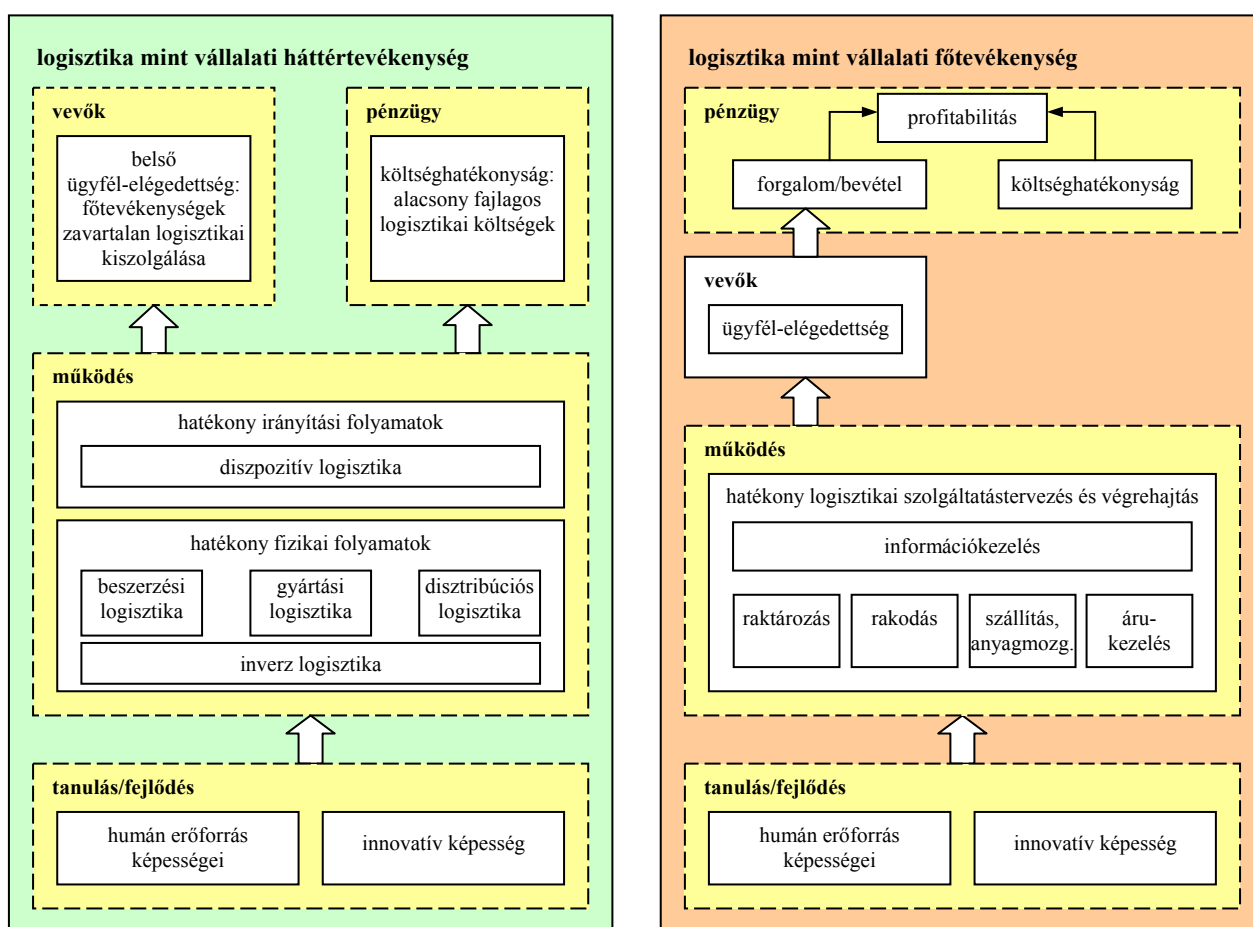 logisztika mint vállalati háttértevékenység
vevők
belső
ügyfél-elégedettség:
főtevékenységek
zavartalan logisztikai
kiszolgálása
pénzügy
költséghatékonyság:
alacsony fajlagos
logisztikai költségek
működés
hatékony irányítási folyamatok
diszpozitív logisztika
hatékony fizikai folyamatok
beszerzési
logisztika
gyártási
logisztika
disztribúciós
logisztika
inverz logisztika
tanulás/fejlődés
humán erőforrás
képességei
innovatív képesség
logisztika mint vállalati főtevékenység
pénzügy
profitabilitás
forgalom/bevétel
költséghatékonyság
vevők
ügyfél-elégedettség
működés
hatékony logisztikai szolgáltatástervezés és végrehajtás
információkezelés
raktározás
rakodás
szállítás,
anyagmozg.
áru-
kezelés
tanulás/fejlődés
humán erőforrás
képességei
innovatív képesség